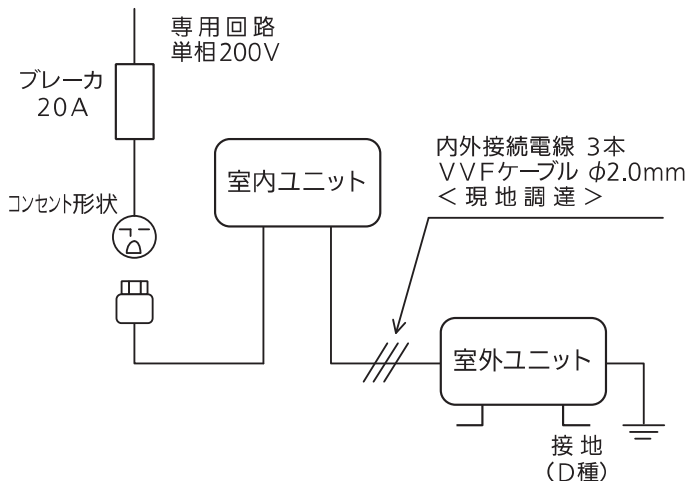 専用回路
単相200V
ブレーカ
20A
コンセント形状
室内ユニット
内外接続電線 3本
VVFケーブル φ2.0mm
<現地調達>
室外ユニット
接地
(D種)